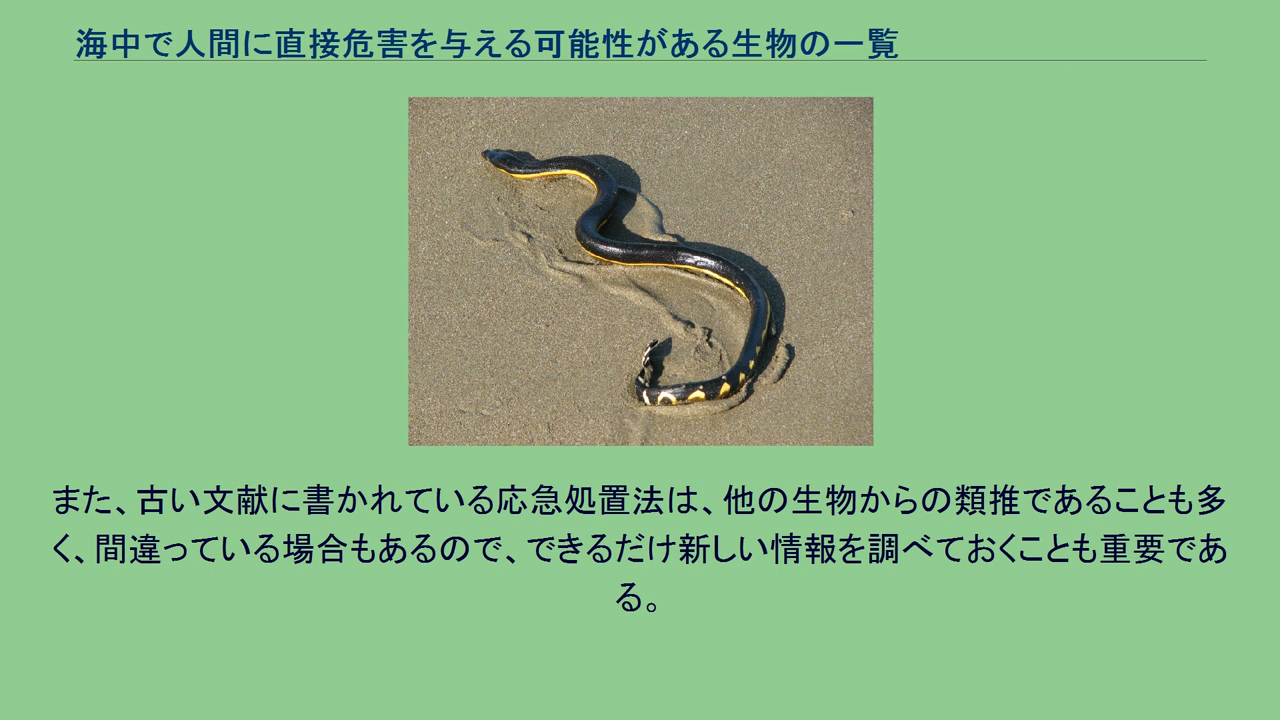 海中で人間に直接危害を与える可能性がある生物の一覧
また、古い文献に書かれている応急処置法は、他の生物からの類推であることも多
く、間違っている場合もあるので、できるだけ新しい情報を調べておくことも重要であ
る。